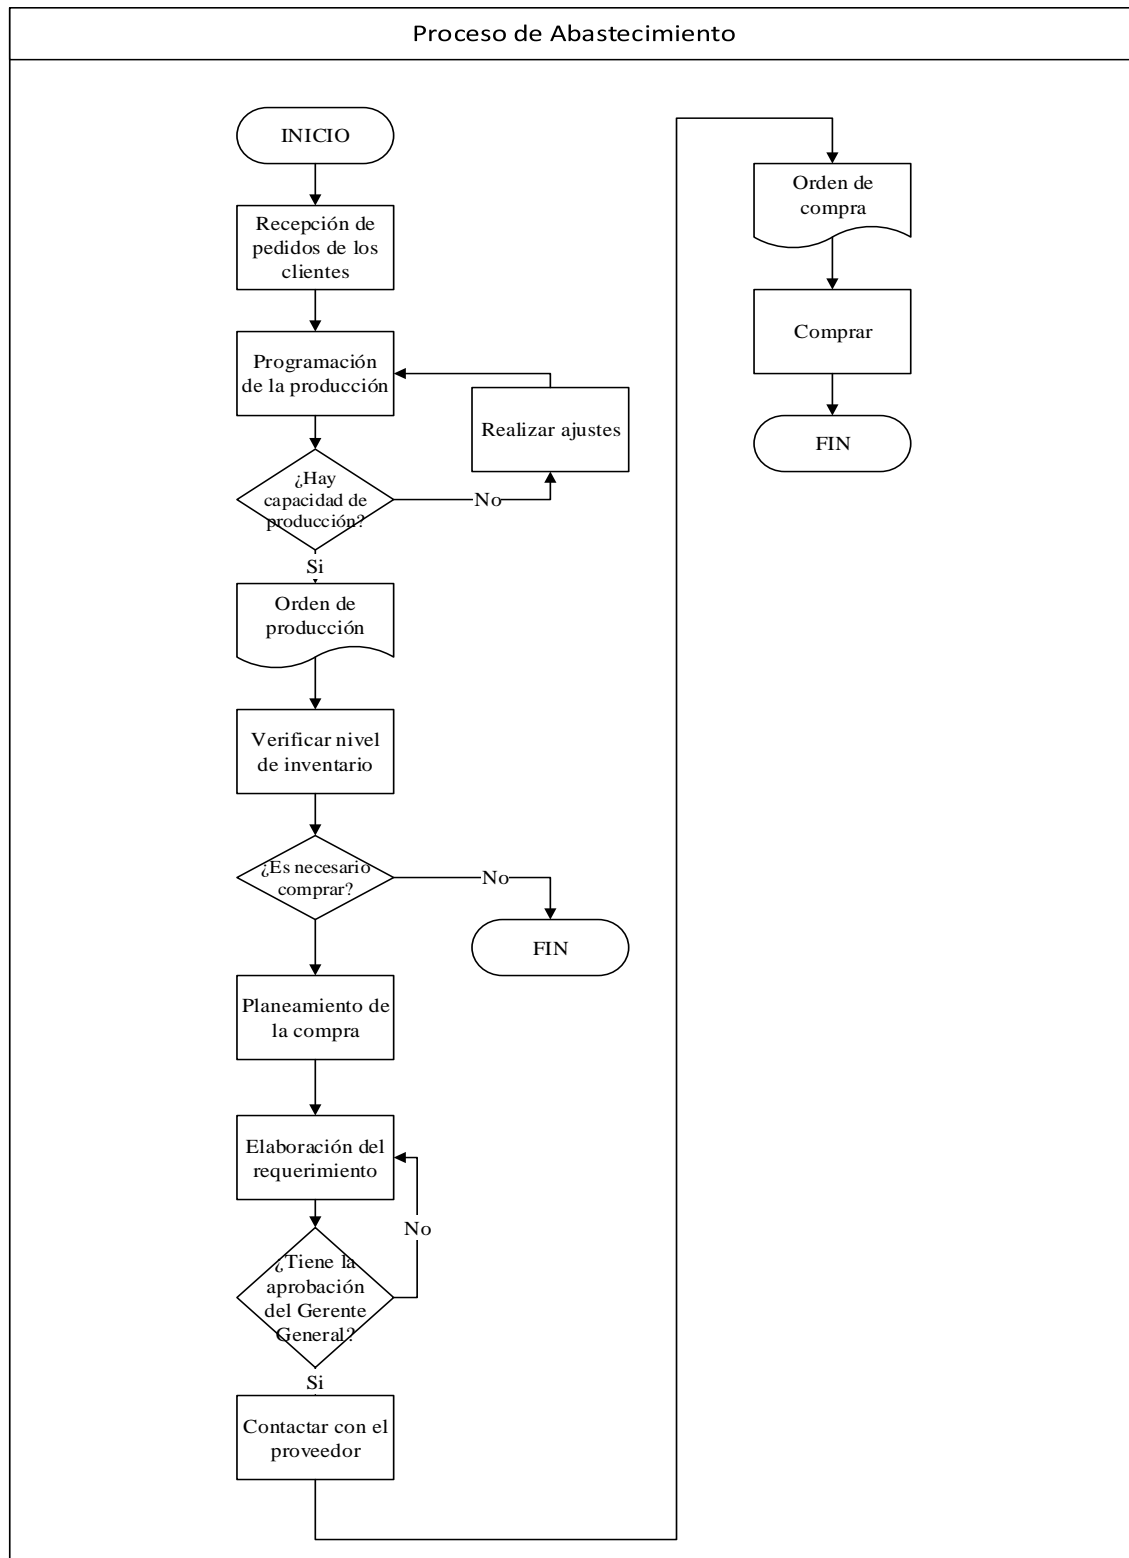 Proceso de Abastecimiento
INICIO
Recepción de
pedidos de los
clientes
Programación
de la producción
Realizar ajustes
¿Hay
capacidad de
producción?
No
Si
Orden de
producción
Verificar nivel
de inventario
¿Es necesario
comprar?
No
FIN
Planeamiento de
la compra
Elaboración del
requerimiento
No
¿Tiene la
aprobación
del Gerente
General?
Si
Contactar con el
proveedor
Orden de
compra
Comprar
FIN